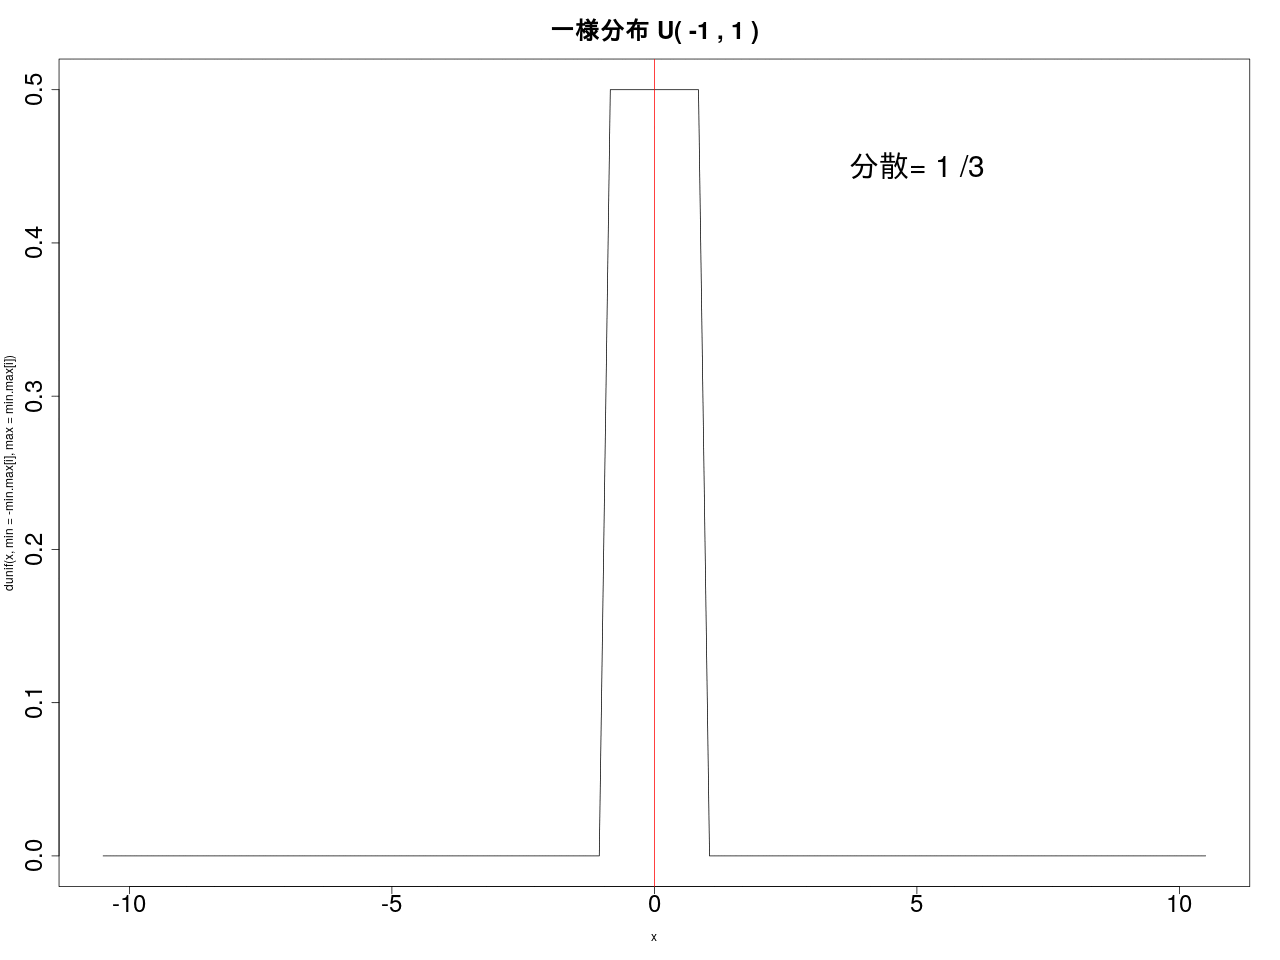 一様分布 U( -1 , 1 )
分散= 1 /3
dunif(x, min = -min.max[i], max = min.max[i])
0.5
0.4
0.3
0.2
0.1
0.0
-10
-5
0
5
10
x